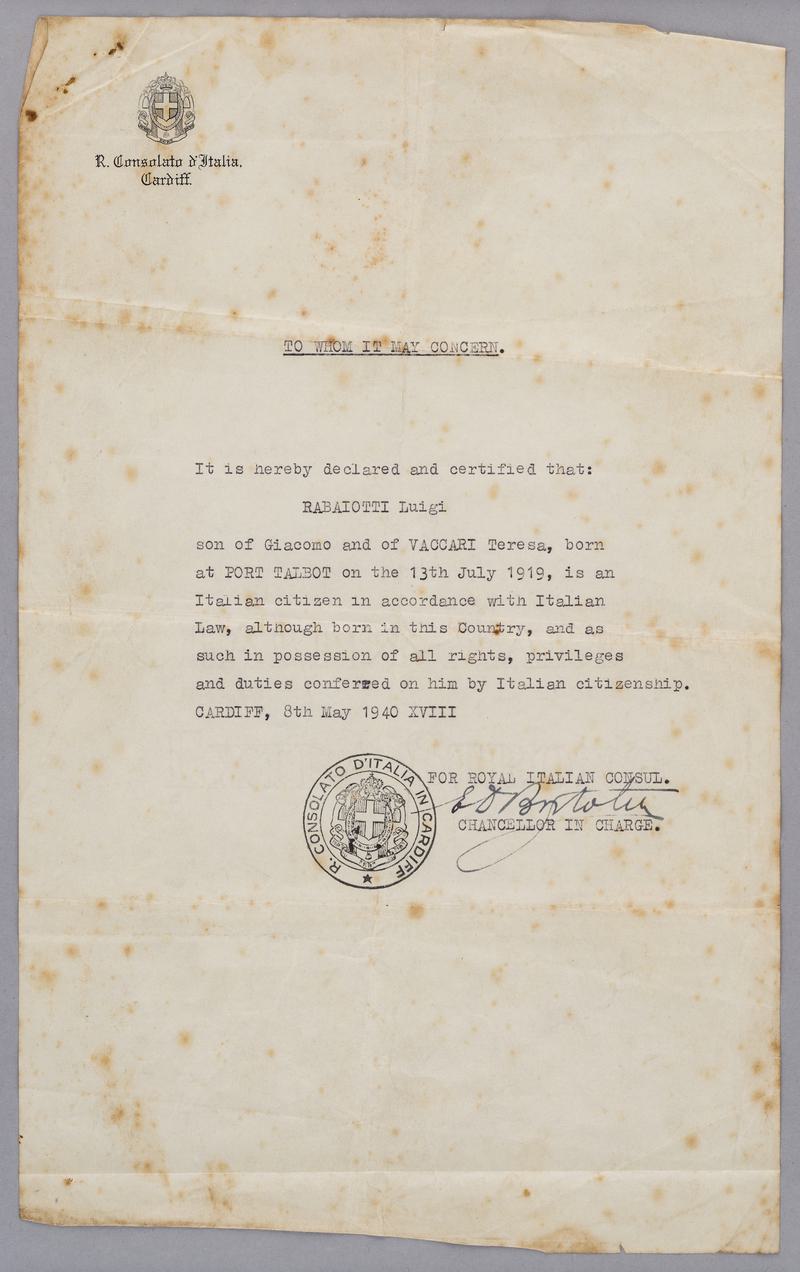 R. Consolato d'Italia.
Cardiff.
TO WHOM IT MAY CONCERN.
It is hereby declared and certified that:
RABAIOTTI Luigi
son of Giacomo and of VACCARI Teresa, born
at PORT TALBOT on the 13th July 1919, is an
Italian citizen in accordance with Italian
Law, although born in this Country, and as
such in possession of all rights, privileges
and duties conferred on him by Italian citizenship.
CARDIFF, 8th May 1940 XVIII
R. CONSOLATO D'ITALIA IN CARDIFF
FOR ROYAL ITALIAN CONSUL.
CHANCELLOR IN CHARGE.